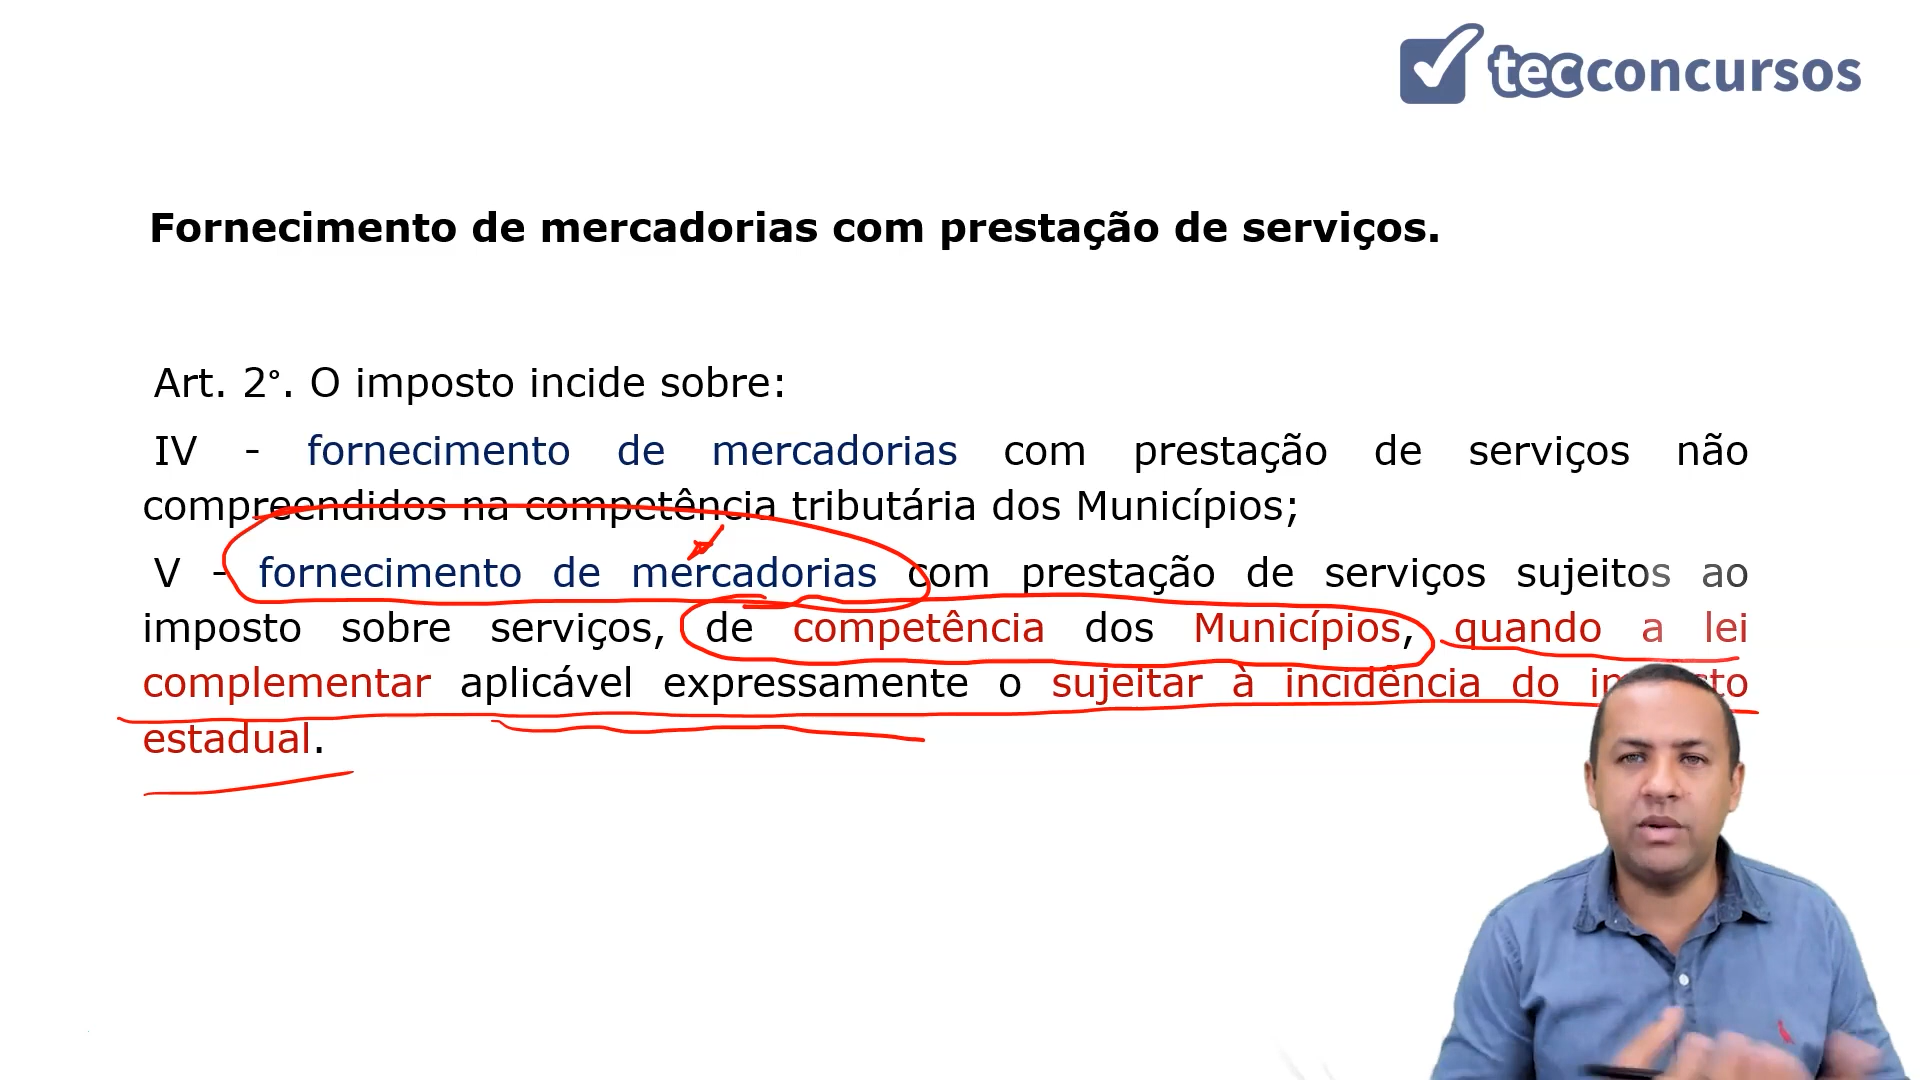 tecconcursos
Fornecimento de mercadorias com prestação de serviços.
Art. 2°. O imposto incide sobre:
IV - fornecimento de mercadorias com prestação de serviços não
compreendidos na competência tributária dos Municípios;
V - fornecimento de mercadorias com prestação de serviços sujeitos ao
imposto sobre serviços, de competência dos Municípios, quando a lei
complementar aplicável expressamente o sujeitar à incidência do imposto
estadual.